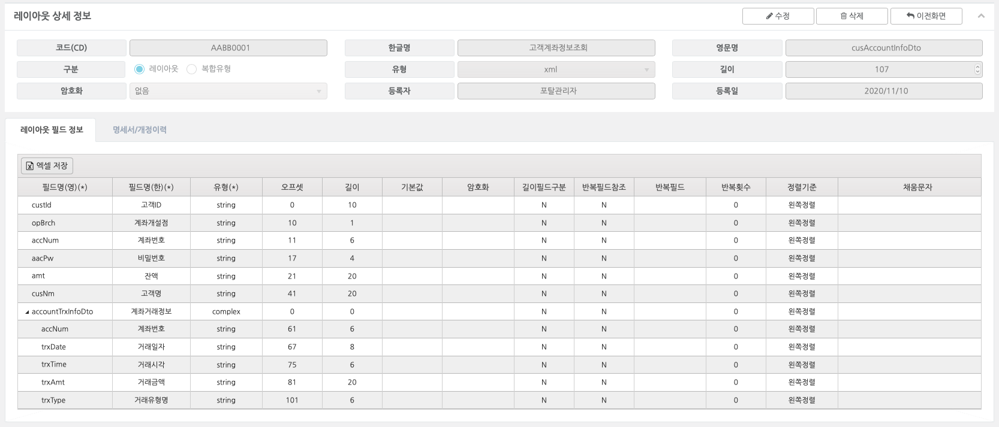 레이아웃 상세 정보 수정 삭제 이전화면
코드(CD) AABB0001 한글명 고객계좌정보조회 영문명 cusAccountInfoDto
구분 레이아웃 복합유형 유형 xml 길이 107
암호화 없음 등록자 포탈관리자 등록일 2020/11/10
레이아웃 필드 정보 명세서/개정이력
엑셀 저장
필드명(영)(*) 필드명(한)(*) 유형(*) 오프셋 길이 기본값 암호화 길이필드구분 반복필드참조 반복필드 반복횟수 정렬기준 채움문자
custId 고객ID string 0 10 N N 0 왼쪽정렬
opBrch 계좌개설점 string 10 1 N N 0 왼쪽정렬
accNum 계좌번호 string 11 6 N N 0 왼쪽정렬
aacPw 비밀번호 string 17 4 N N 0 왼쪽정렬
amt 잔액 string 21 20 N N 0 왼쪽정렬
cusNm 고객명 string 41 20 N N 0 왼쪽정렬
accountTrxInfoDto 계좌거래정보 complex 0 0 N N 0 왼쪽정렬
accNum 계좌번호 string 61 6 N N 0 왼쪽정렬
trxDate 거래일자 string 67 8 N N 0 왼쪽정렬
trxTime 거래시각 string 75 6 N N 0 왼쪽정렬
trxAmt 거래금액 string 81 20 N N 0 왼쪽정렬
trxType 거래유형명 string 101 6 N N 0 왼쪽정렬